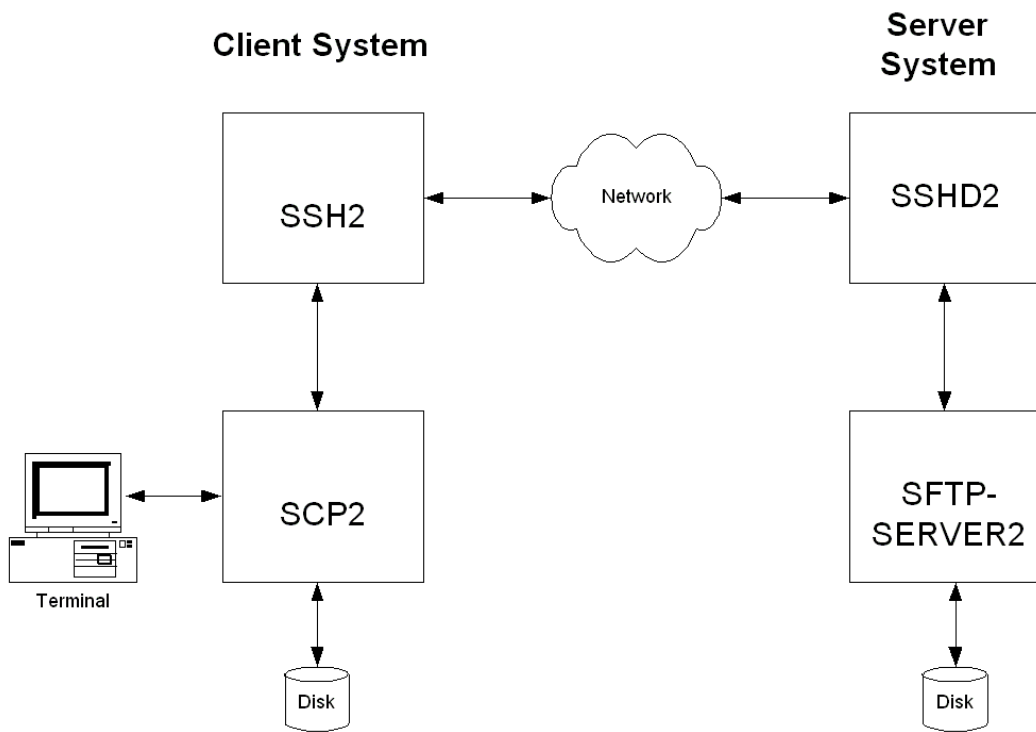 Client System
Server
System
SSH2
Network
SSHD2
SCP2
SFTP-
SERVER2
Terminal
Disk
Disk